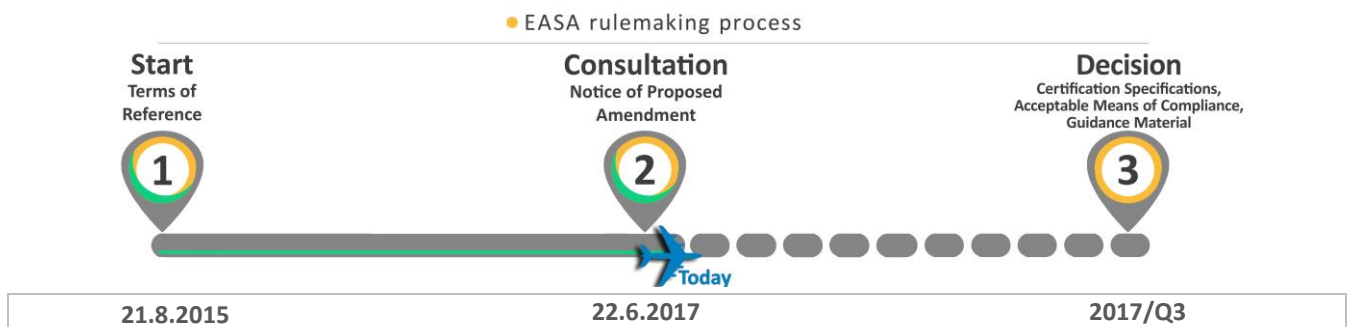 EASA rulemaking process
Start
Terms of
Reference
1
Consultation
Notice of Proposed
Amendment
2
Decision
Certification Specifications,
Acceptable Means of Compliance,
Guidance Material
3
Today
21.8.2015
22.6.2017
2017/Q3